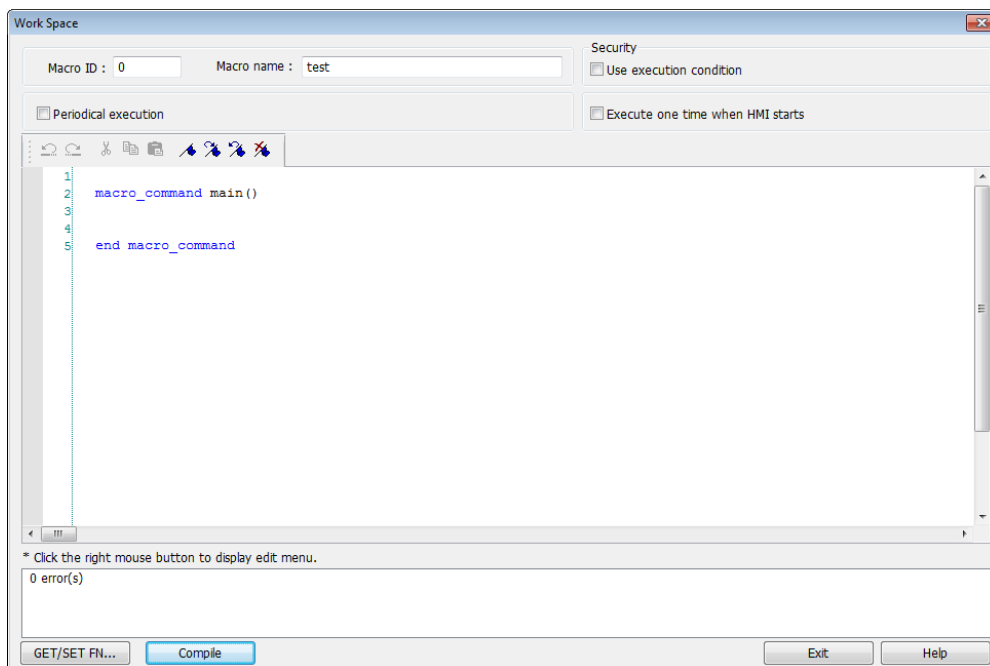 Work Space
Security
Macro ID : 0 Macro name : test
Use execution condition
Periodical execution
Execute one time when HMI starts
1
2 macro_command main()
3
4
5 end macro_command
* Click the right mouse button to display edit menu.
0 error(s)
GET/SET FN... Compile Exit Help